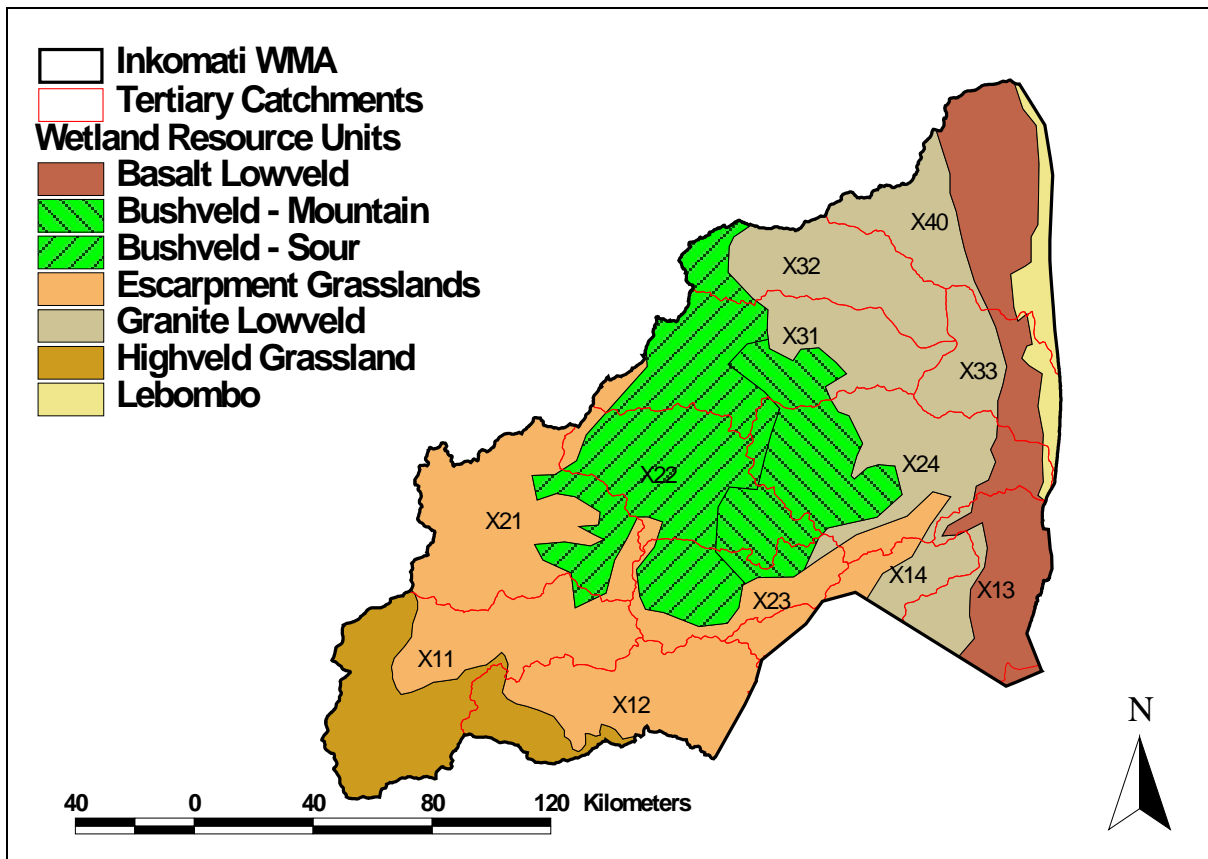 Inkomati WMA
Tertiary Catchments
Wetland Resource Units
Basalt Lowveld
Bushveld - Mountain
Bushveld - Sour
Escarpment Grasslands
Granite Lowveld
Highveld Grassland
Lebombo
X40
X32
X31
X33
X24
X22
X21
X14
X13
X23
X11
X12
N
40 0 40 80 120 Kilometers